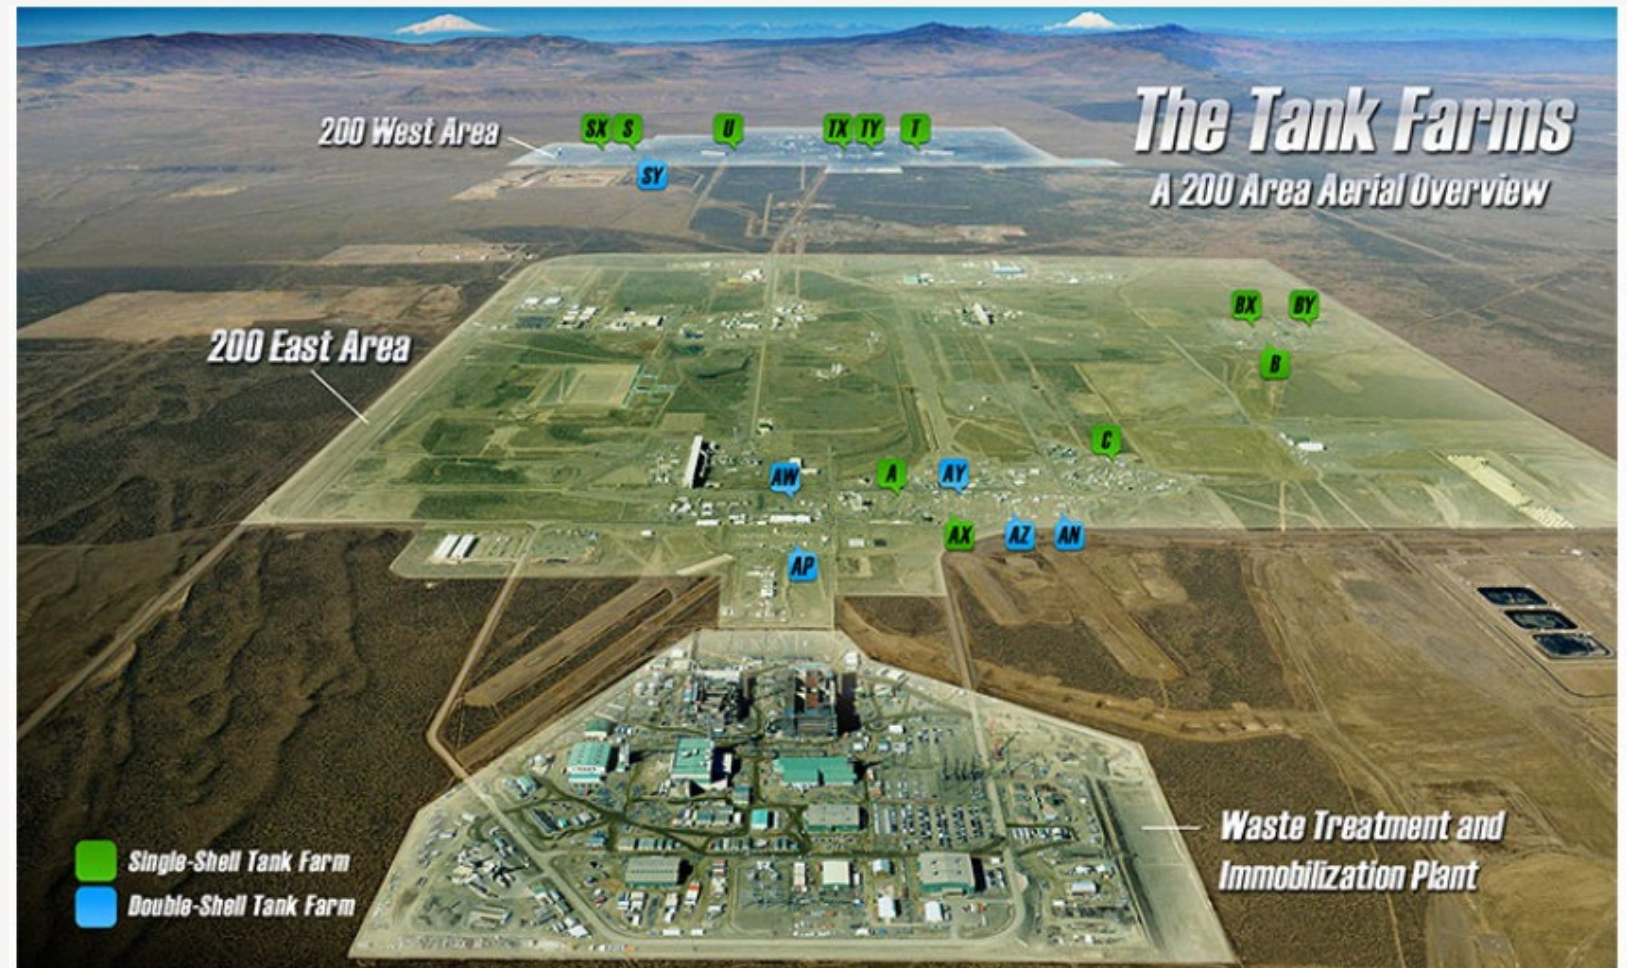 The Tank Farms
A 200 Area Aerial Overview
200 West Area
SX S U TX TY T
SY
200 East Area
BX BY
B
C
AW A AY
AX AZ AN
AP
Waste Treatment and
Immobilization Plant
Single-Shell Tank Farm
Double-Shell Tank Farm